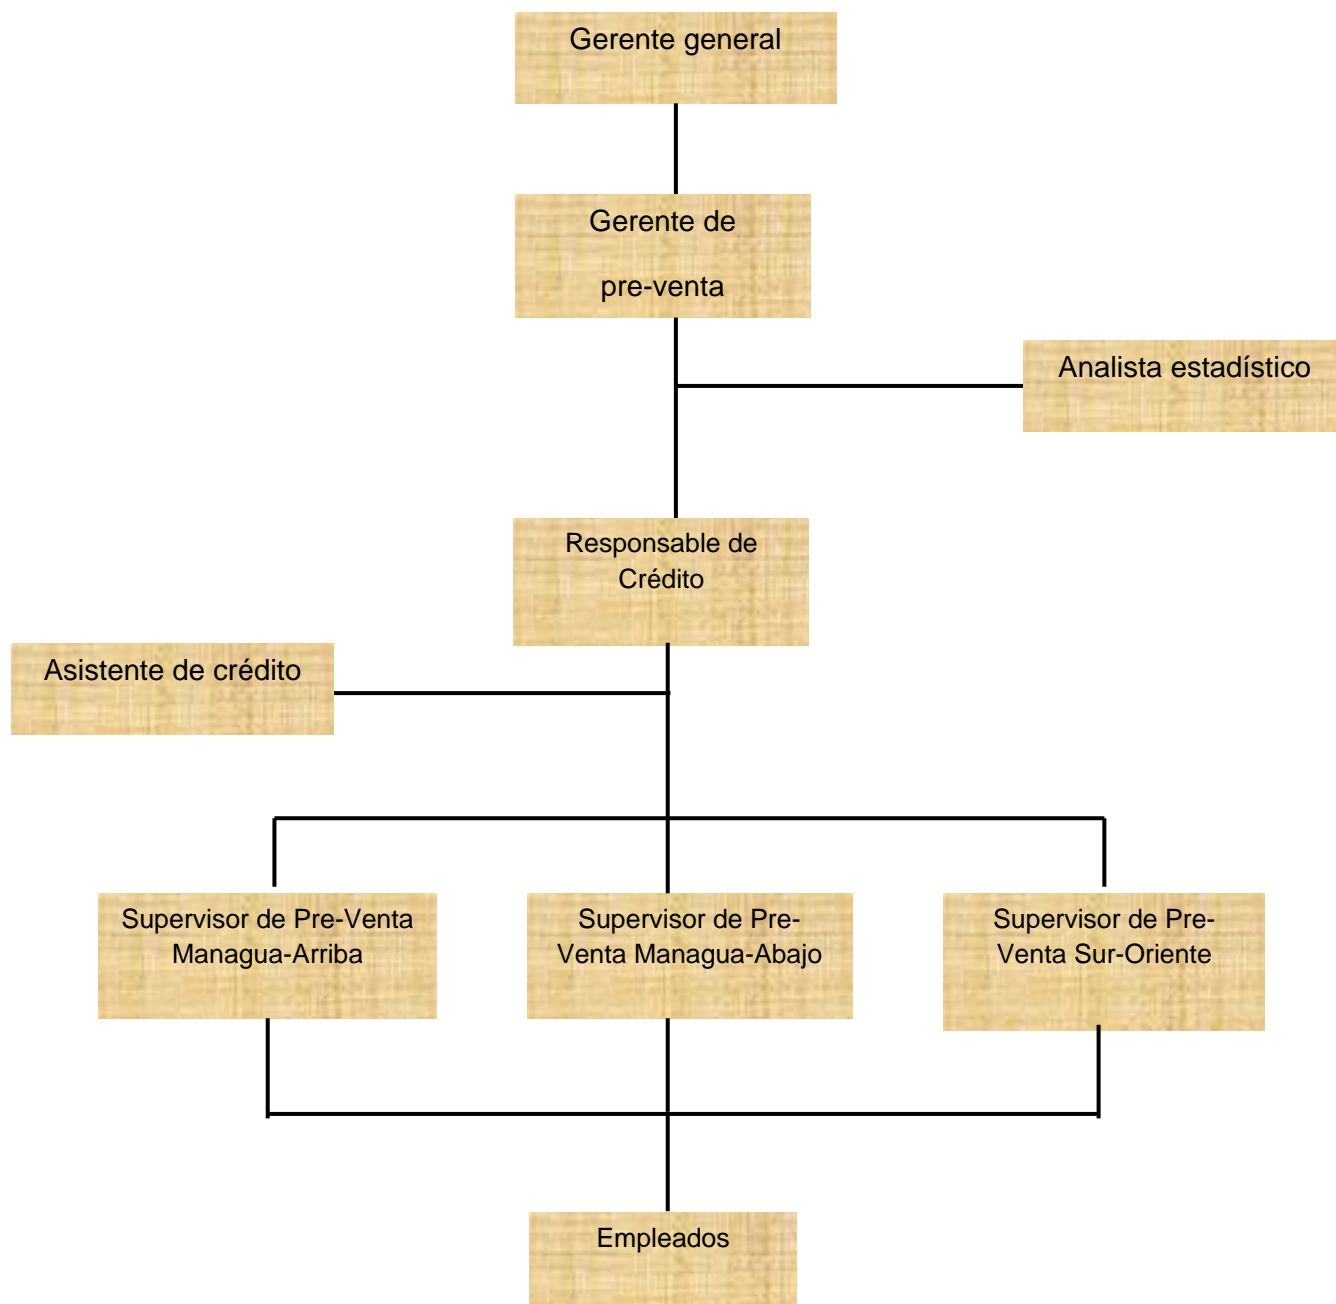 Gerente general
Gerente de
pre-venta
Analista estadístico
Responsable de
Crédito
Asistente de crédito
Supervisor de Pre-Venta
Managua-Arriba
Supervisor de Pre-
Venta Managua-Abajo
Supervisor de Pre-
Venta Sur-Oriente
Empleados